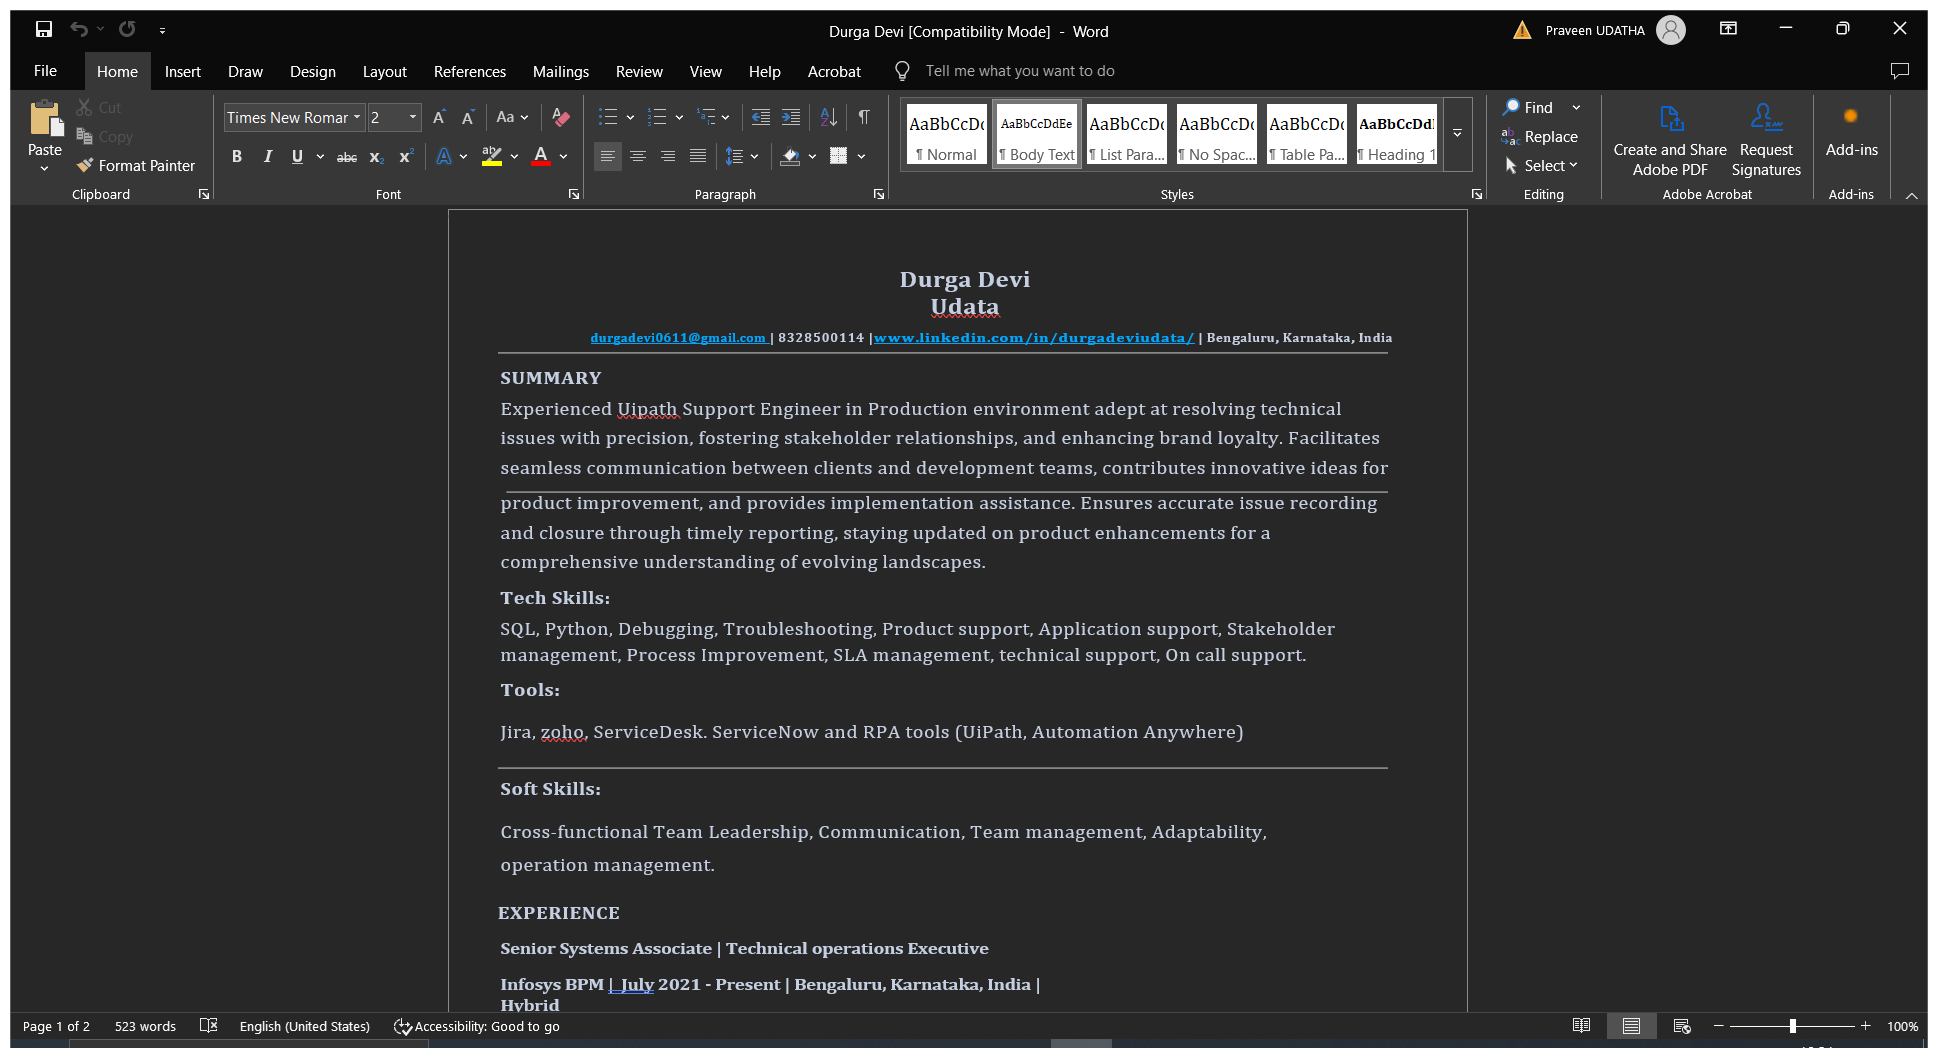 Durga Devi [Compatibility Mode] - Word
Praveen UDATHA
File
Home
Insert
Draw
Design
Layout
References
Mailings
Review
View
Help
Acrobat
Tell me what you want to do
Paste
Cut
Copy
Format Painter
Clipboard
Times New Romar
2
Font
Paragraph
AaBbCcDc
AaBbCcDdEe
AaBbCcDc
AaBbCcDc
AaBbCcDc
AaBbCcDd
¶ Normal
¶ Body Text
¶ List Para...
¶ No Spac...
¶ Table Pa...
¶ Heading 1
Styles
Find
Replace
Select
Editing
Create and Share
Adobe PDF
Request
Signatures
Adobe Acrobat
Add-ins
Add-ins
Durga Devi
Udata
durgadevi0611@gmail.com | 8328500114 |www.linkedin.com/in/durgadeviudata/ | Bengaluru, Karnataka, India
SUMMARY
Experienced Uipath Support Engineer in Production environment adept at resolving technical
issues with precision, fostering stakeholder relationships, and enhancing brand loyalty. Facilitates
seamless communication between clients and development teams, contributes innovative ideas for
product improvement, and provides implementation assistance. Ensures accurate issue recording
and closure through timely reporting, staying updated on product enhancements for a
comprehensive understanding of evolving landscapes.
Tech Skills:
SQL, Python, Debugging, Troubleshooting, Product support, Application support, Stakeholder
management, Process Improvement, SLA management, technical support, On call support.
Tools:
Jira, zoho, ServiceDesk. ServiceNow and RPA tools (UiPath, Automation Anywhere)
Soft Skills:
Cross-functional Team Leadership, Communication, Team management, Adaptability,
operation management.
EXPERIENCE
Senior Systems Associate | Technical operations Executive
Infosys BPM | July 2021 - Present | Bengaluru, Karnataka, India |
Hybrid
Page 1 of 2
523 words
English (United States)
Accessibility: Good to go
100%